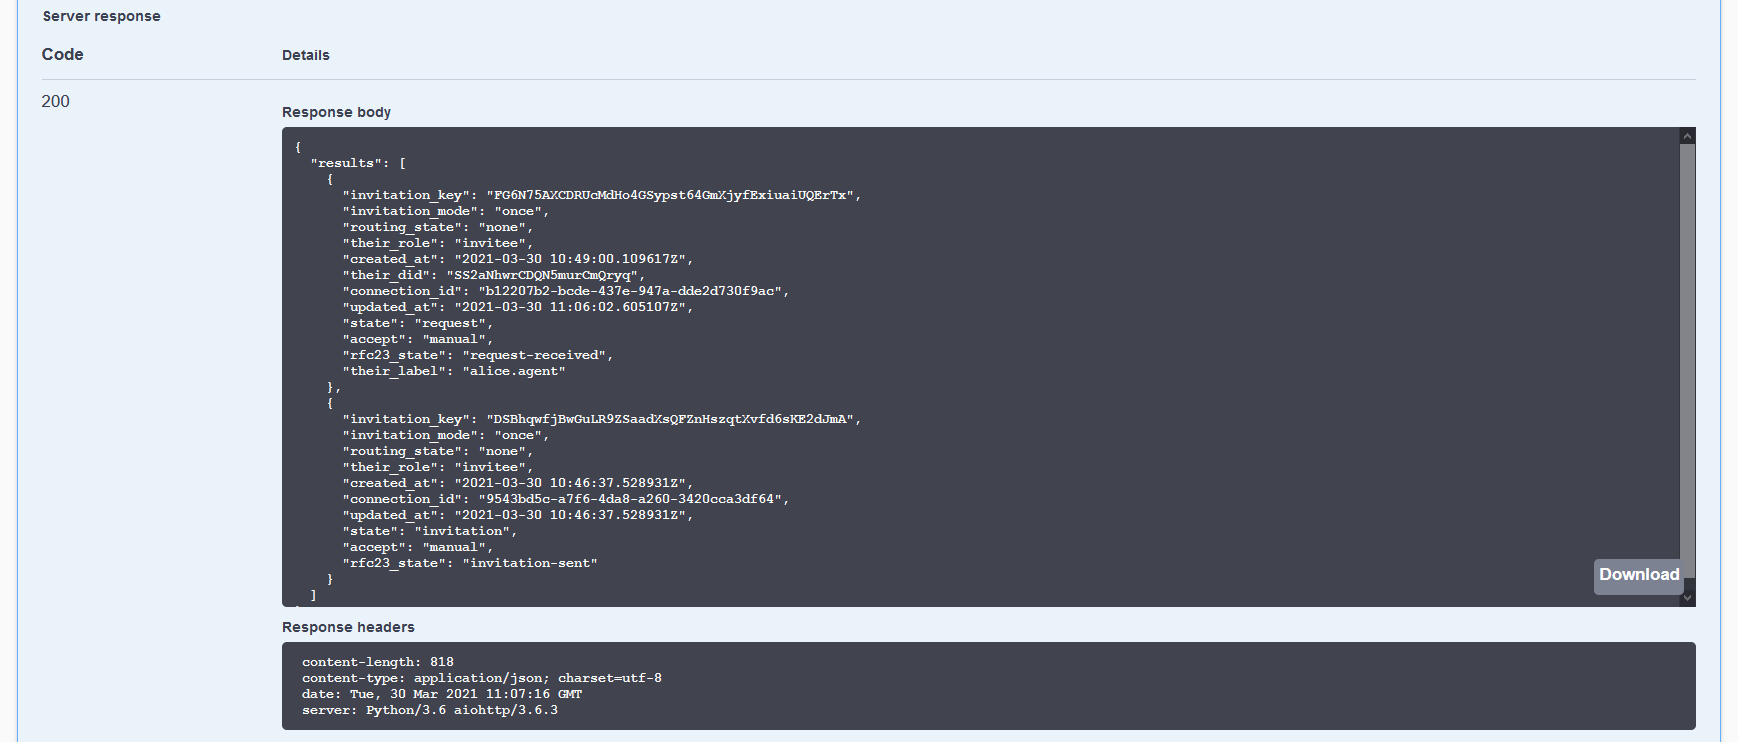 Server response
Code Details
200
Response body
{
"results": [
{
"invitation_key": "FG6N75AXCDRUcMdHo4GSypst64GmXjyfExiuaiUQErTx",
"invitation_mode": "once",
"routing_state": "none",
"their_role": "invitee",
"created_at": "2021-03-30 10:49:00.109617Z",
"their_did": "SS2aNhwrCDQN5murCmQryq",
"connection_id": "b12207b2-bcde-437e-947a-dde2d730f9ac",
"updated_at": "2021-03-30 11:06:02.605107Z",
"state": "request",
"accept": "manual",
"rfc23_state": "request-received",
"their_label": "alice.agent"
},
{
"invitation_key": "DSBhqwfjBwGuLR9ZSaadXsQFZnHszqtXvfd6sKE2dJmA",
"invitation_mode": "once",
"routing_state": "none",
"their_role": "invitee",
"created_at": "2021-03-30 10:46:37.528931Z",
"connection_id": "9543bd5c-a7f6-4da8-a260-3420cca3df64",
"updated_at": "2021-03-30 10:46:37.528931Z",
"state": "invitation",
"accept": "manual",
"rfc23_state": "invitation-sent"
}
]
Download
Response headers
content-length: 818
content-type: application/json; charset=utf-8
date: Tue, 30 Mar 2021 11:07:16 GMT
server: Python/3.6 aiohttp/3.6.3